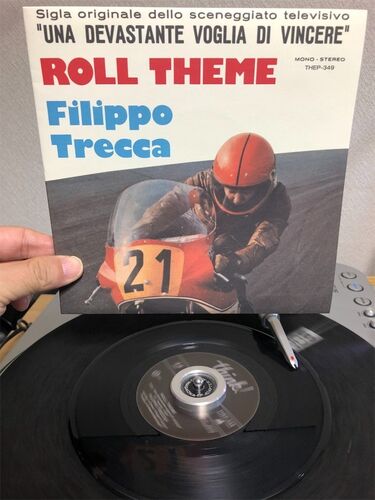 Sigla originale dello sceneggiato televisivo
"UNA DEVASTANTE VOGLIA DI VINCERE"
MONO - STEREO
THEP-349
ROLL THEME
Filippo
Trecca
21
Think!